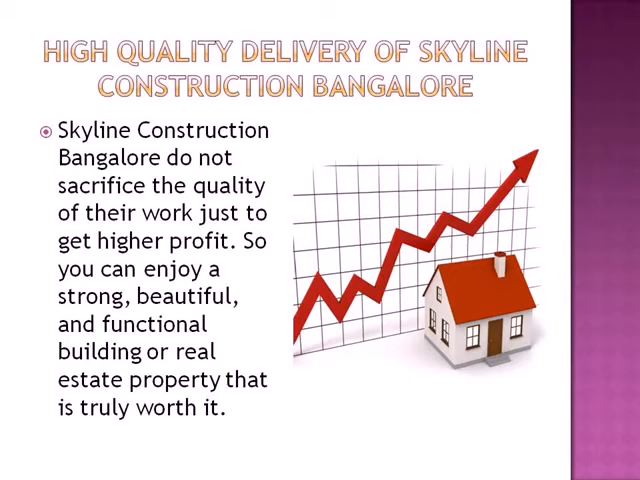 HIGH QUALITY DELIVERY OF SKYLINE
CONSTRUCTION BANGALORE
Skyline Construction
Bangalore do not
sacrifice the quality
of their work just to
get higher profit. So
you can enjoy a
strong, beautiful,
and functional
building or real
estate property that
is truly worth it.